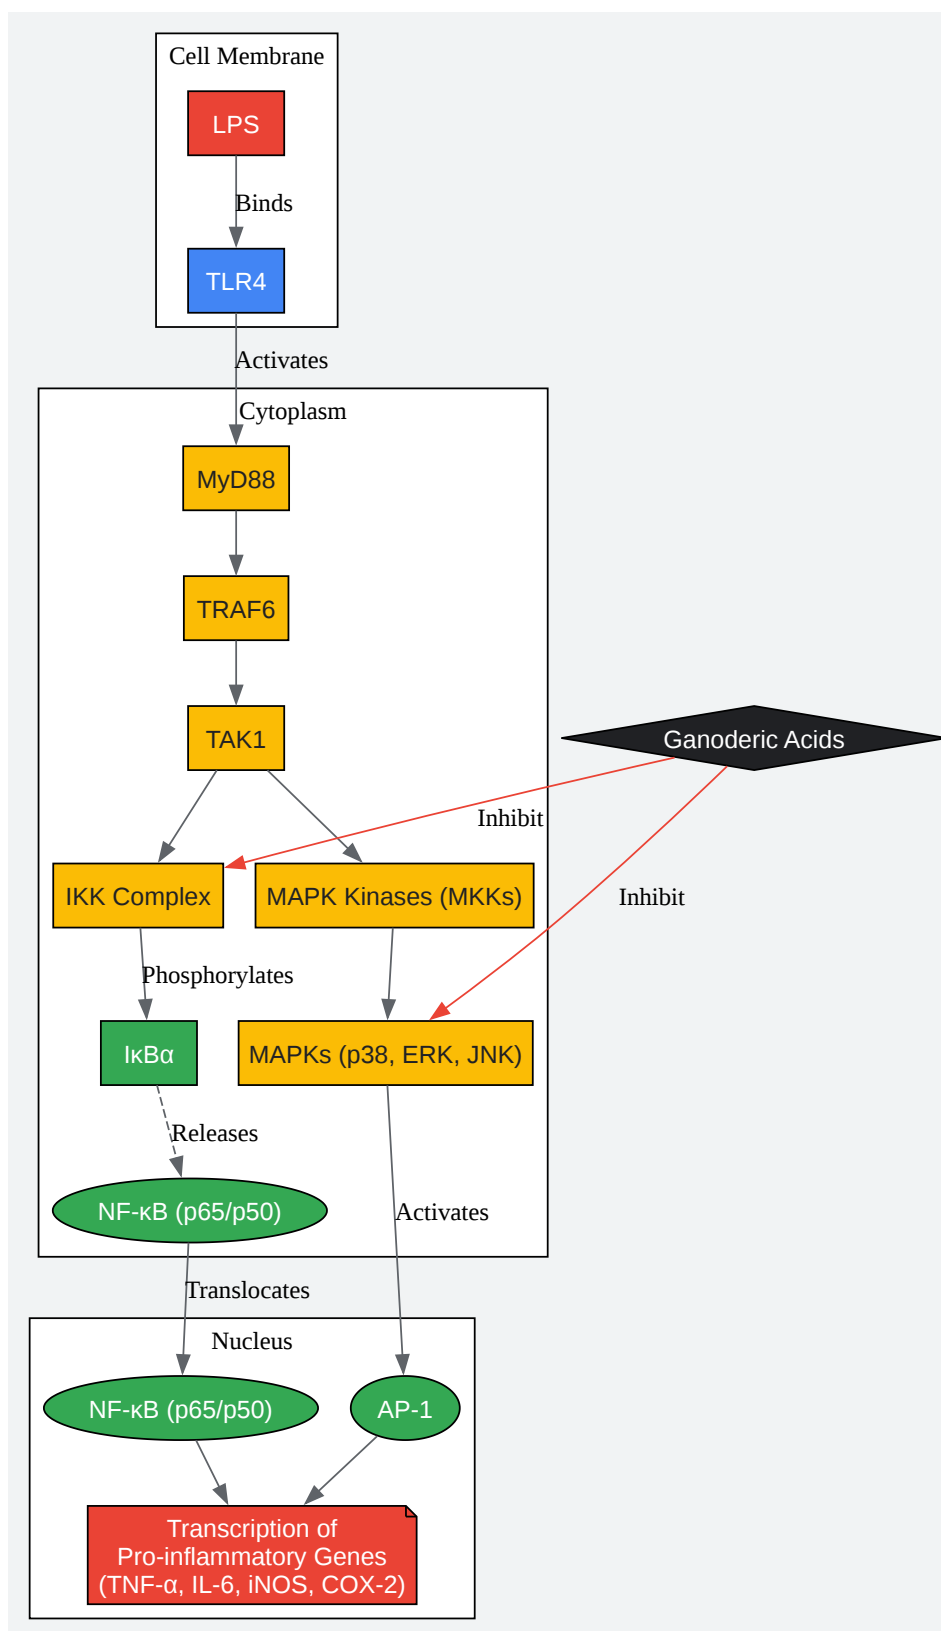 Cell Membrane
LPS
Binds
TLR4
Activates
Cytoplasm
MyD88
TRAF6
TAK1
Ganoderic Acids
Inhibit
IKK Complex
MAPK Kinases (MKKs)
Inhibit
Phosphorylates
IκBα
MAPKs (p38, ERK, JNK)
Releases
NF-κB (p65/p50)
Activates
Translocates
Nucleus
NF-κB (p65/p50)
AP-1
Transcription of
Pro-inflammatory Genes
(TNF-α, IL-6, iNOS, COX-2)